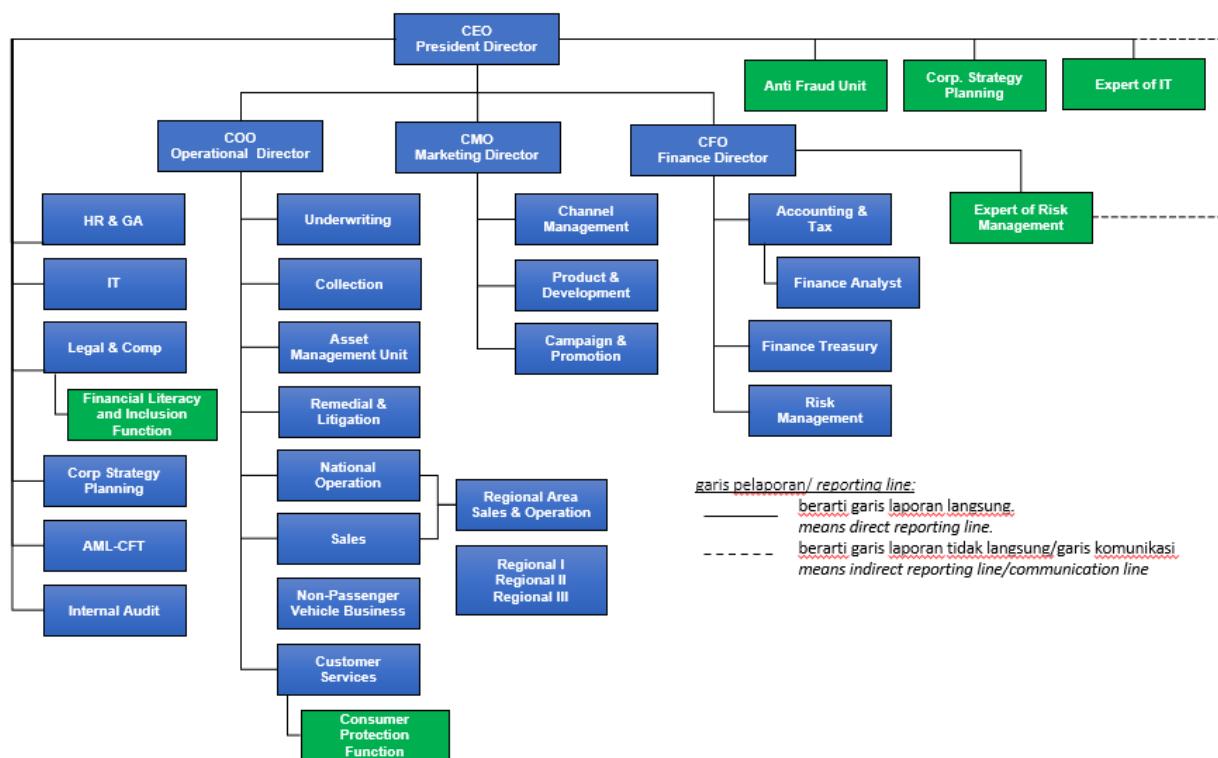 CEO
President Director
Anti Fraud Unit
Corp. Strategy
Planning
Expert of IT
COO
Operational Director
CMO
Marketing Director
CFO
Finance Director
HR & GA
IT
Legal & Comp
Financial Literacy
and Inclusion
Function
Corp Strategy
Planning
AML-CFT
Internal Audit
Underwriting
Collection
Asset
Management Unit
Remedial &
Litigation
National
Operation
Sales
Non-Passenger
Vehicle Business
Customer
Services
Consumer
Protection
Function
Regional Area
Sales & Operation
Regional I
Regional II
Regional III
Channel
Management
Product &
Development
Campaign &
Promotion
Accounting &
Tax
Finance Analyst
Finance Treasury
Risk
Management
Expert of Risk
Management
garis pelaporan/ reporting line:
berarti garis laporan langsung.
means direct reporting line.
berarti garis laporan tidak langsung/garis komunikasi
means indirect reporting line/communication line